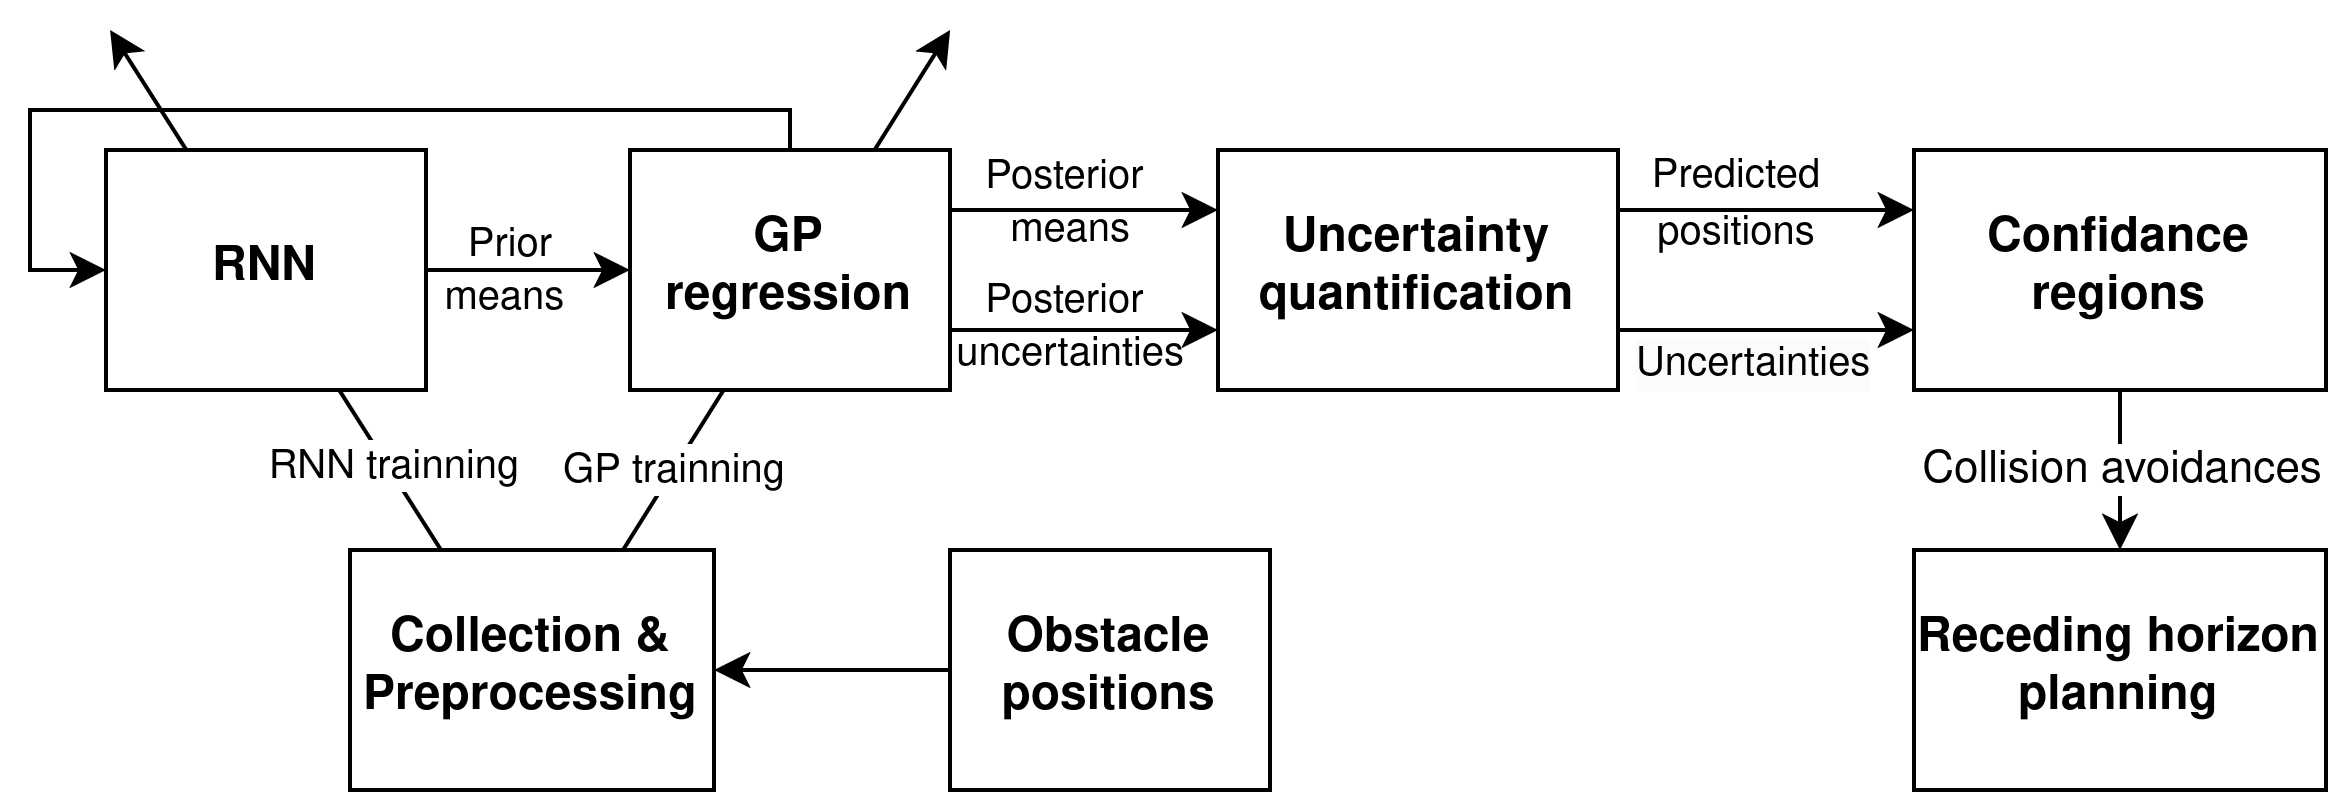 RNN
Prior
means
GP
regression
Posterior
means
Posterior
uncertainties
Uncertainty
quantification
Predicted
positions
Uncertainties
Confidance
regions
RNN trainning
GP trainning
Collision avoidances
Collection &
Preprocessing
Obstacle
positions
Receding horizon
planning